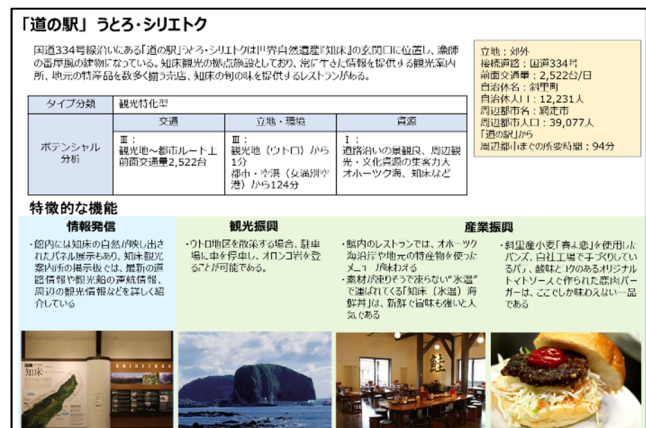 「道の駅」 うとろ・シリエトク
国道334号線沿いにある「道の駅」うとろ・シリエトクは世界自然遺産『知床』の玄関口に位置し、漁師
の番屋風の建物になっている。知床観光の拠点施設としており、常に生きた情報を提供する観光案内
所、地元の特産品を数多く揃う売店、知床の旬の味を提供するレストランがある。
立地：郊外
接続道路：国道334号
前面交通量：2,522台/日
自治体名：斜里町
自治体人口：12,231人
周辺都市名：網走市
周辺都市人口：39,077人
「道の駅」から
周辺都市までの所要時間：94分
タイプ分類 観光特化型
ポテンシャル
分析
交通 立地・環境 資源
Ⅲ：
観光地～都市ルート上
前面交通量2,522台
Ⅲ：
観光地（ウトロ）から
1分
都市・空港（女満別空
港）から124分
Ⅰ：
道路沿いの景観良、周辺観
光・文化資源の集客力大
オホーツク海、知床など
特徴的な機能
情報発信 観光振興 産業振興
・館内には知床の自然が映し出さ
れたパネル展示もあり、知床観光
案内所の掲示板では、最新の道
路情報や観光船の運航情報、
周辺の観光情報などを詳しく紹
介している
・ウトロ地区を散策する場合、駐車
場に車を停車し、オロンコ岩を登
ることが可能である。
・館内のレストランでは、オホーツク
海沿岸や地元の特産物を使った
メニューが味わえる
・素材が凍りそうで凍らない“氷温”
で運ばれてくる「知床（氷温）海
鮮丼」は、新鮮で旨味も強いと人
気である
・斜里産小麦「春よ恋」を使用した
バンズ、自社工場で手づくりしてい
るパテ、酸味とコクのあるオリジナル
トマトソースで作られた鹿肉バー
ガーは、ここでしか味わえない一品
である
知床
鮭